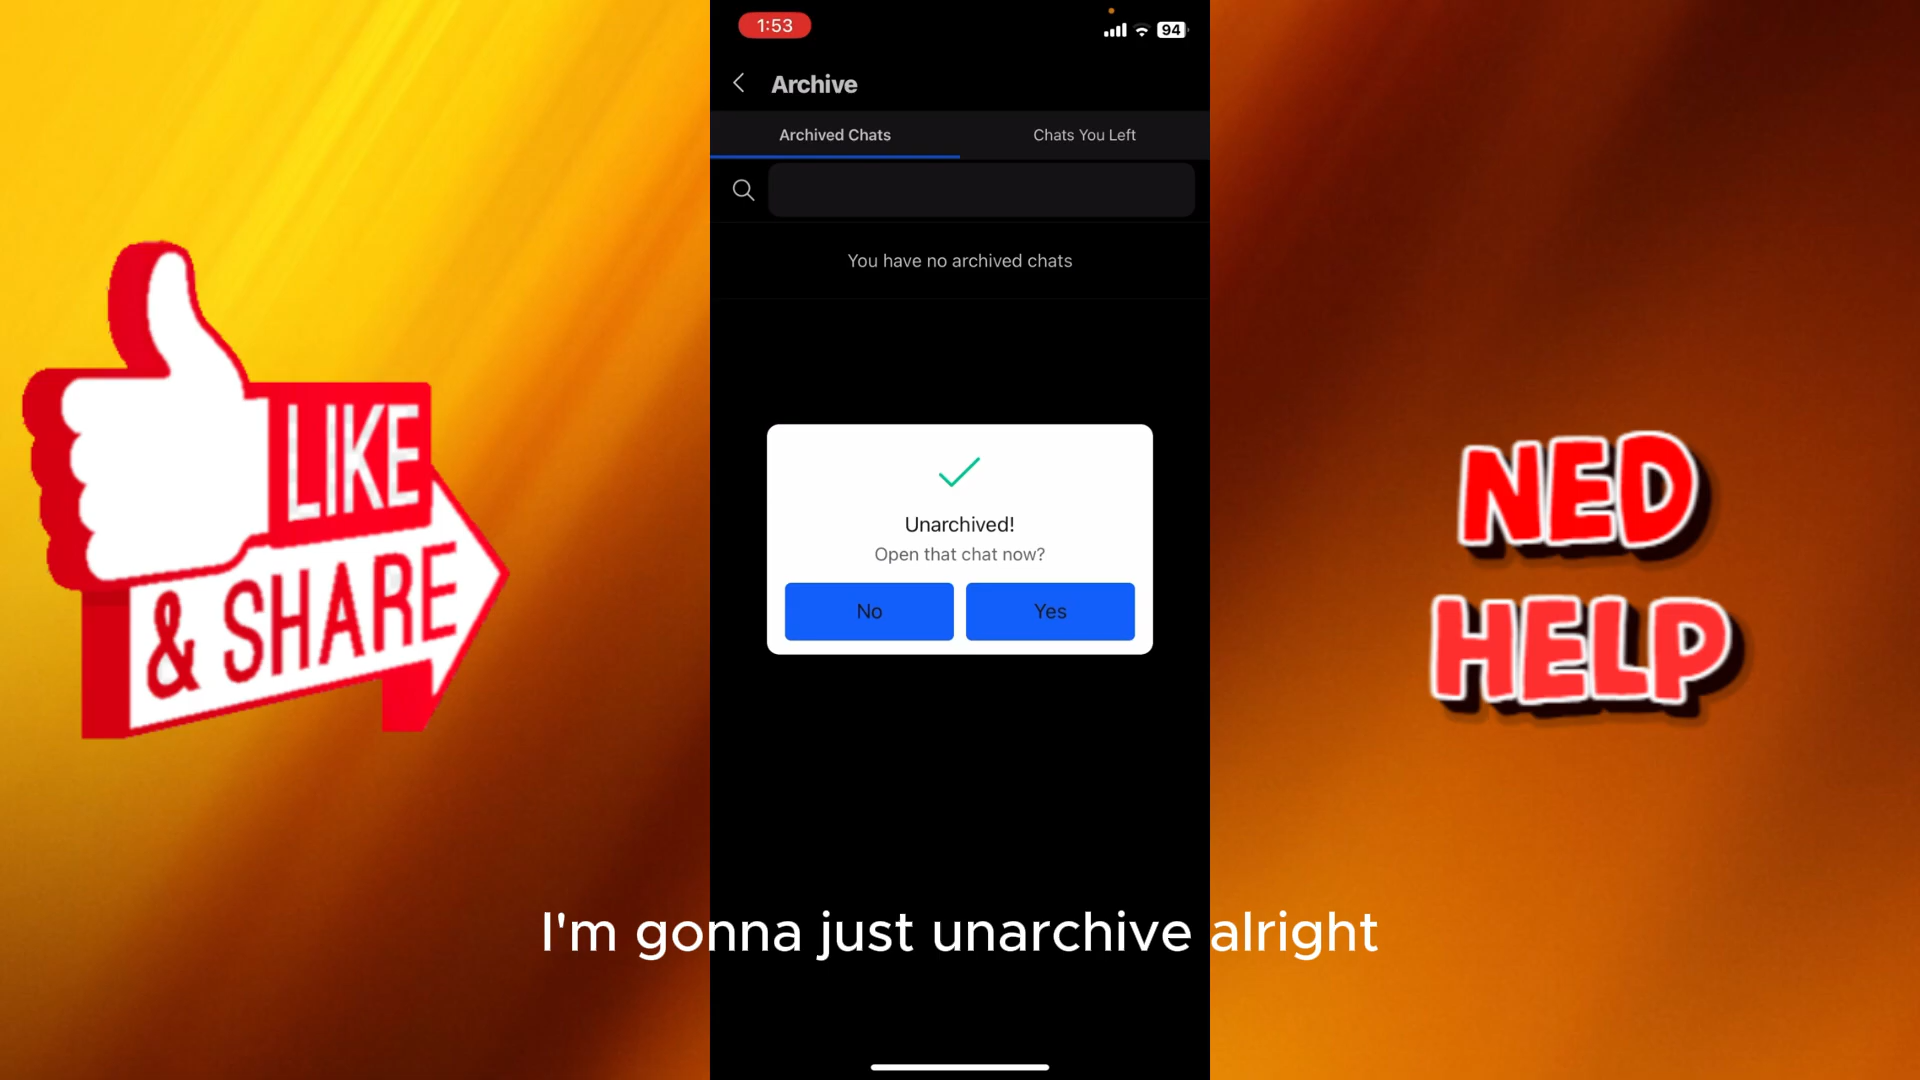 1:53
94
Archive
Archived Chats
Chats You Left
You have no archived chats
LIKE
& SHARE
Unarchived!
Open that chat now?
No
Yes
NED
HELP
I'm gonna just unarchive alright